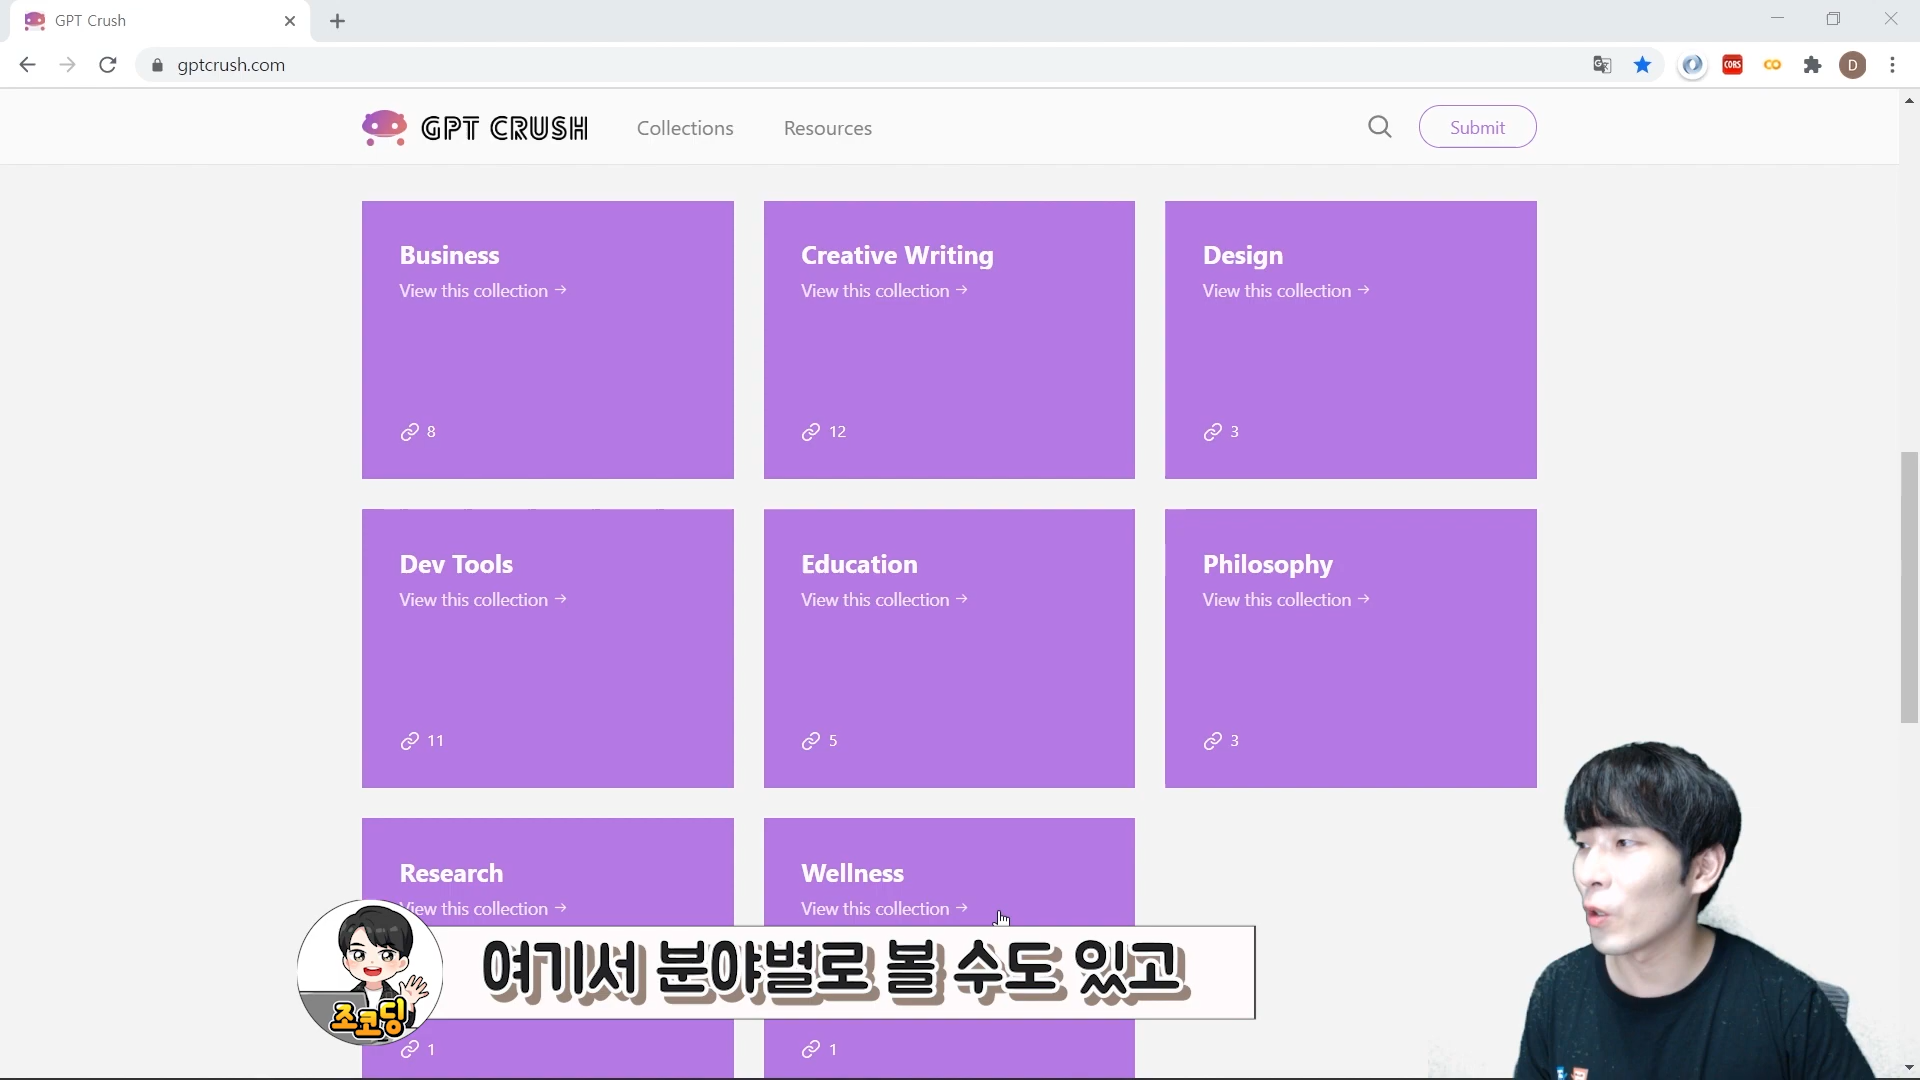 GPT Crush
gptcrush.com
CORS
D
GPT CRUSH
Collections
Resources
Submit
Business
View this collection →
8
Creative Writing
View this collection →
12
Design
View this collection →
3
Dev Tools
View this collection →
11
Education
View this collection →
5
Philosophy
View this collection →
3
Research
View this collection →
1
Wellness
View this collection →
1
조코딩
여기서 분야별로 볼 수도 있고